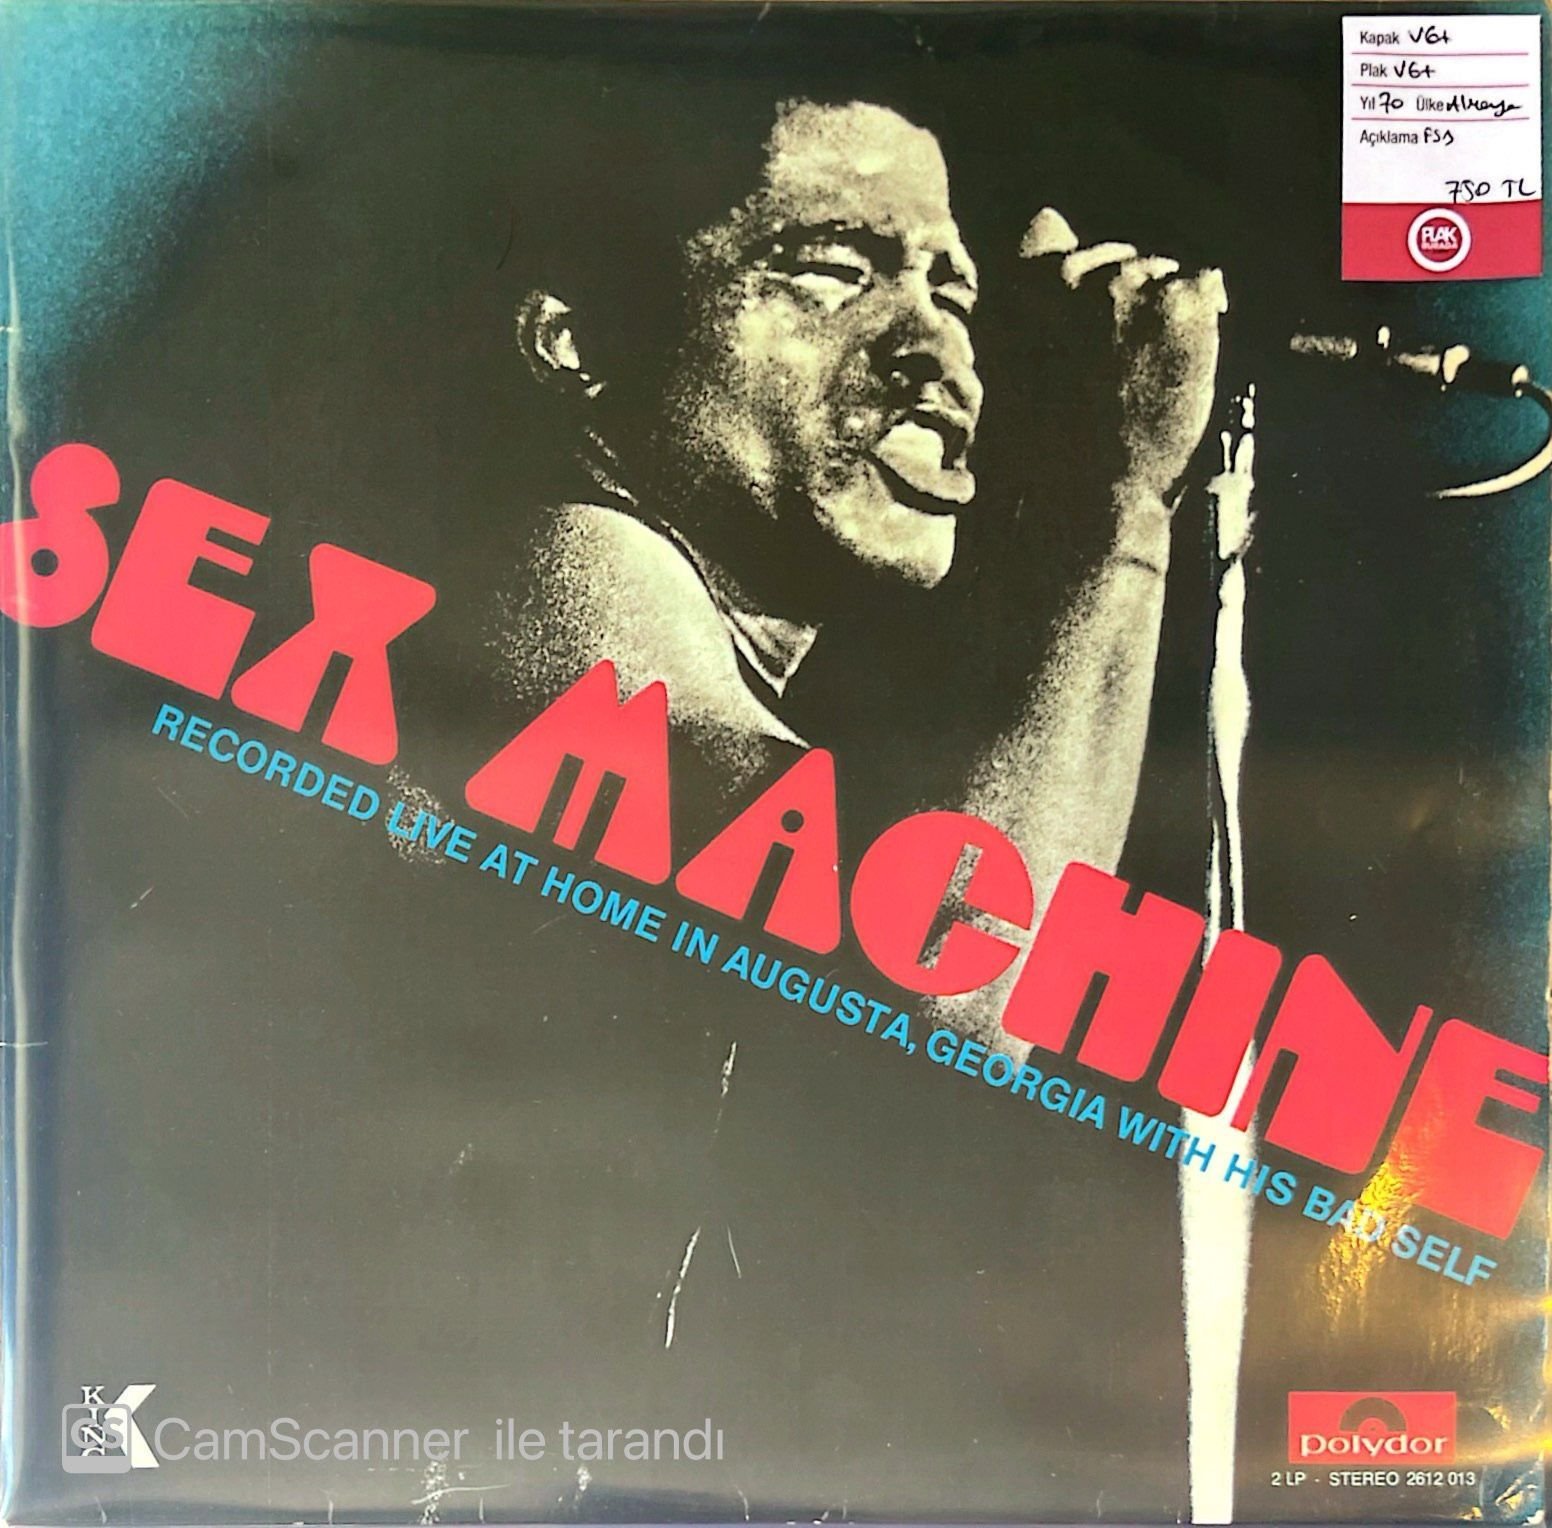 Kapak VG+
Plak VG+
Yıl 70 Ülke Almanya
Açıklama
750 TL
PLAK
SEX MACHINE
RECORDED LIVE AT HOME IN AUGUSTA, GEORGIA WITH HIS BAD SELF
KING
CS CamScanner ile tarandı
polydor
2 LP - STEREO 2612 013